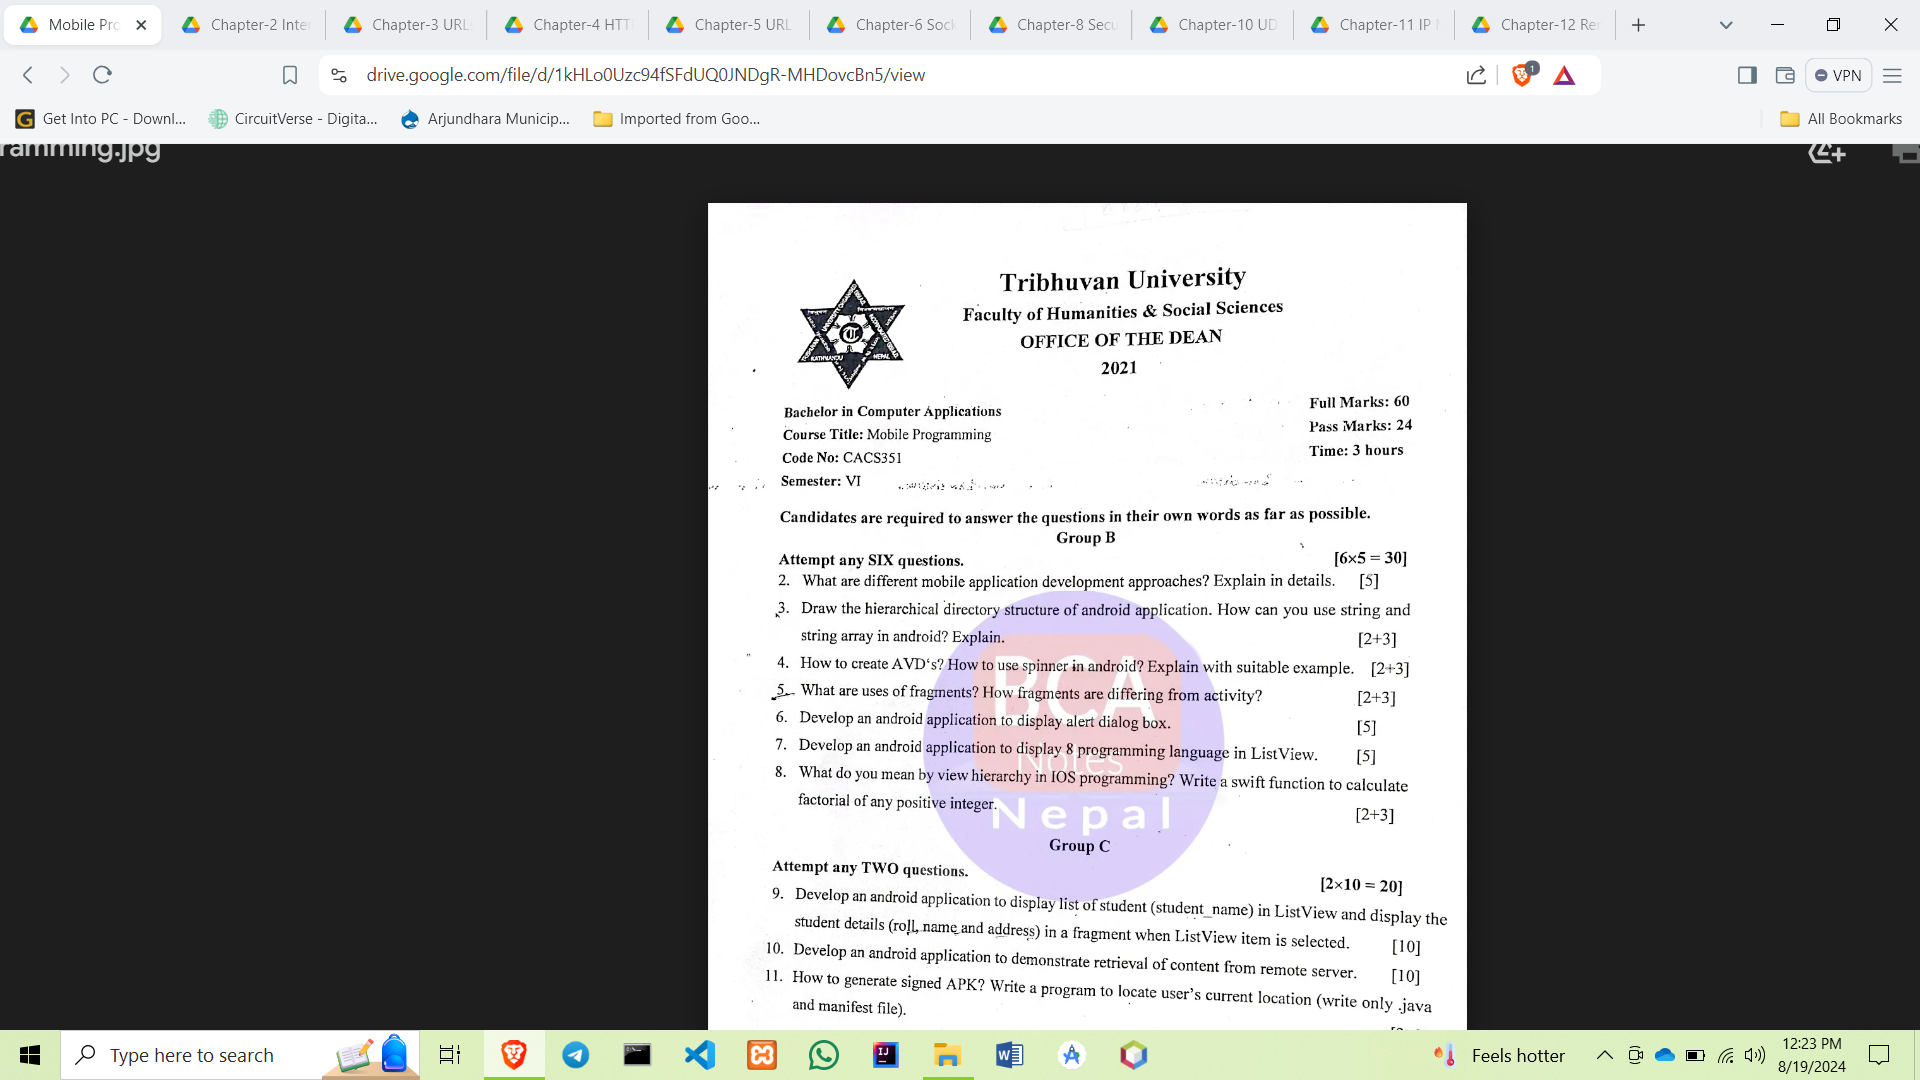 Mobile Pro
Chapter-2 Inter
Chapter-3 URL
Chapter-4 HTT
Chapter-5 URL
Chapter-6 Sock
Chapter-8 Secu
Chapter-10 UD
Chapter-11 IP
Chapter-12 Re
drive.google.com/file/d/1kHLo0Uzc94fSFdUQ0JNDgR-MHDovcBn5/view
1
VPN
Get Into PC - Downl...
CircuitVerse - Digita...
Arjundhara Municip...
Imported from Goo...
All Bookmarks
ramming.jpg
Tribhuvan University
Faculty of Humanities & Social Sciences
OFFICE OF THE DEAN
2021
Bachelor in Computer Applications
Full Marks: 60
Course Title: Mobile Programming
Pass Marks: 24
Code No: CACS351
Time: 3 hours
Semester: VI
Candidates are required to answer the questions in their own words as far as possible.
Group B
Attempt any SIX questions. [6×5 = 30]
2. What are different mobile application development approaches? Explain in details. [5]
3. Draw the hierarchical directory structure of android application. How can you use string and
string array in android? Explain. [2+3]
4. How to create AVD‘s? How to use spinner in android? Explain with suitable example. [2+3]
5. What are uses of fragments? How fragments are differing from activity? [2+3]
6. Develop an android application to display alert dialog box. [5]
7. Develop an android application to display 8 programming language in ListView. [5]
8. What do you mean by view hierarchy in IOS programming? Write a swift function to calculate
factorial of any positive integer. [2+3]
BCA
Notes
Nepal
Group C
Attempt any TWO questions. [2×10 = 20]
9. Develop an android application to display list of student (student_name) in ListView and display the
student details (roll, name and address) in a fragment when ListView item is selected. [10]
10. Develop an android application to demonstrate retrieval of content from remote server. [10]
11. How to generate signed APK? Write a program to locate user’s current location (write only .java
and manifest file).
Type here to search
Feels hotter
12:23 PM
8/19/2024